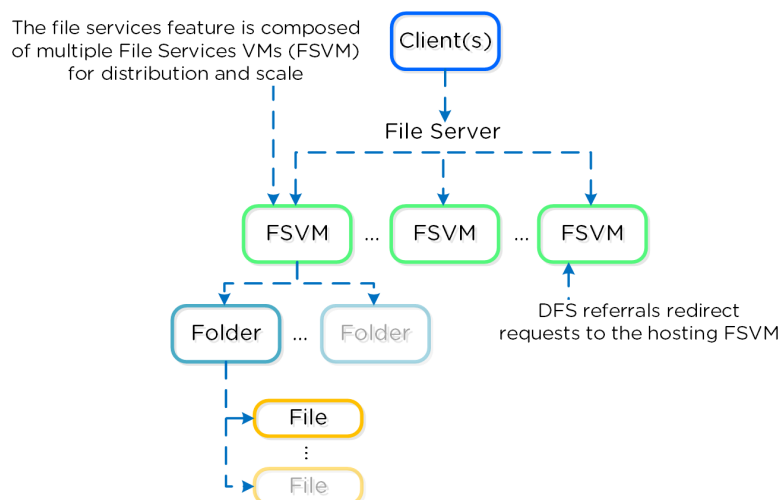 The file services feature is composed
of multiple File Services VMs (FSVM)
for distribution and scale
Client(s)
File Server
FSVM
...
FSVM
...
FSVM
Folder
...
Folder
DFS referrals redirect
requests to the hosting FSVM
File
...
File